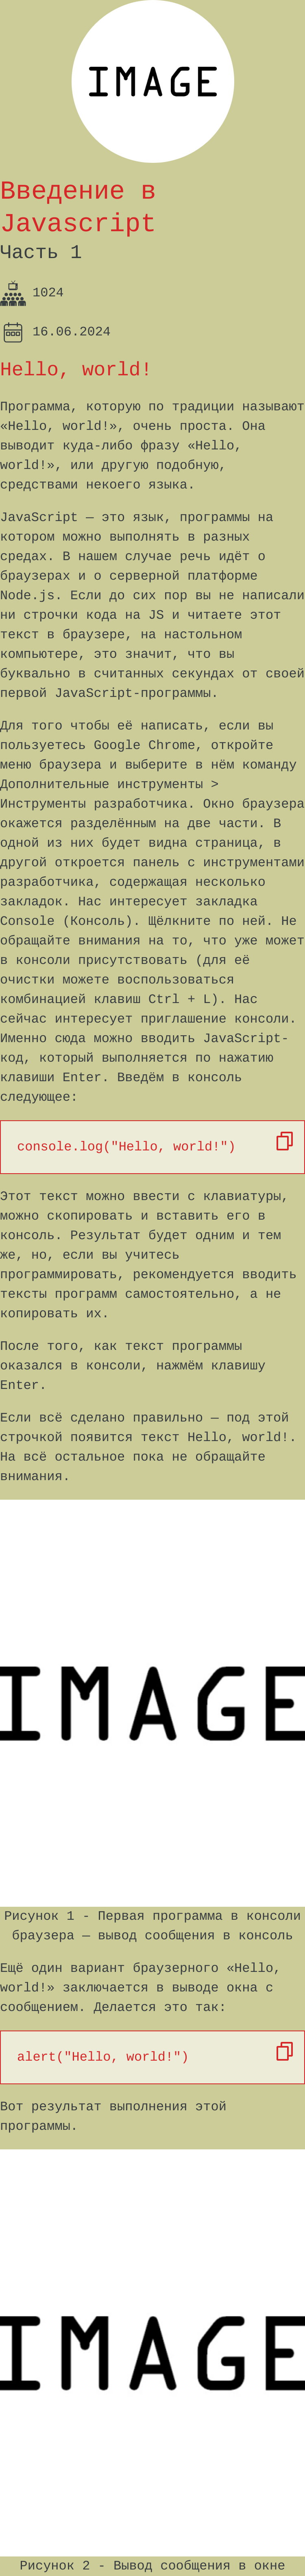 IMAGE
Введение в
Javascript
Часть 1
1024
16.06.2024
Hello, world!
Программа, которую по традиции называют
«Hello, world!», очень проста. Она
выводит куда-либо фразу «Hello,
world!», или другую подобную,
средствами некоего языка.
JavaScript — это язык, программы на
котором можно выполнять в разных
средах. В нашем случае речь идёт о
браузерах и о серверной платформе
Node.js. Если до сих пор вы не написали
ни строчки кода на JS и читаете этот
текст в браузере, на настольном
компьютере, это значит, что вы
буквально в считанных секундах от своей
первой JavaScript-программы.
Для того чтобы её написать, если вы
пользуетесь Google Chrome, откройте
меню браузера и выберите в нём команду
Дополнительные инструменты >
Инструменты разработчика. Окно браузера
окажется разделённым на две части. В
одной из них будет видна страница, в
другой откроется панель с инструментами
разработчика, содержащая несколько
закладок. Нас интересует закладка
Console (Консоль). Щёлкните по ней. Не
обращайте внимания на то, что уже может
в консоли присутствовать (для её
очистки можете воспользоваться
комбинацией клавиш Ctrl + L). Нас
сейчас интересует приглашение консоли.
Именно сюда можно вводить JavaScript-
код, который выполняется по нажатию
клавиши Enter. Введём в консоль
следующее:
console.log("Hello, world!")
Этот текст можно ввести с клавиатуры,
можно скопировать и вставить его в
консоль. Результат будет одним и тем
же, но, если вы учитесь
программировать, рекомендуется вводить
тексты программ самостоятельно, а не
копировать их.
После того, как текст программы
оказался в консоли, нажмём клавишу
Enter.
Если всё сделано правильно — под этой
строчкой появится текст Hello, world!.
На всё остальное пока не обращайте
внимания.
IMAGE
Рисунок 1 - Первая программа в консоли
браузера — вывод сообщения в консоль
Ещё один вариант браузерного «Hello,
world!» заключается в выводе окна с
сообщением. Делается это так:
alert("Hello, world!")
Вот результат выполнения этой
программы.
IMAGE
Рисунок 2 - Вывод сообщения в окне